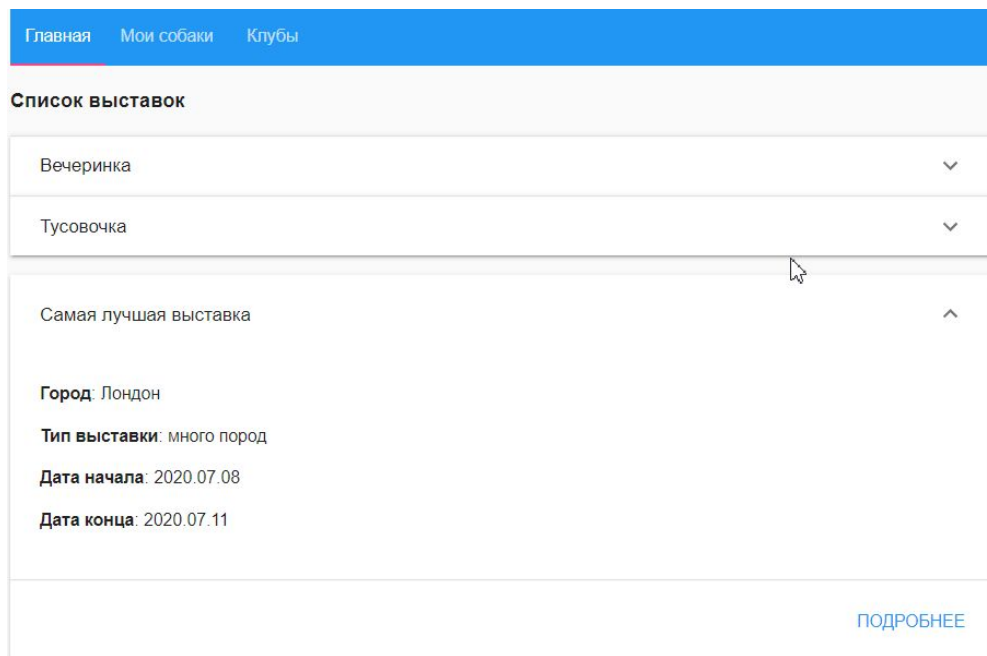 Главная Мои собаки Клубы
Список выставок
Вечеринка
Тусовочка
Самая лучшая выставка
Город: Лондон
Тип выставки: много пород
Дата начала: 2020.07.08
Дата конца: 2020.07.11
ПОДРОБНЕЕ